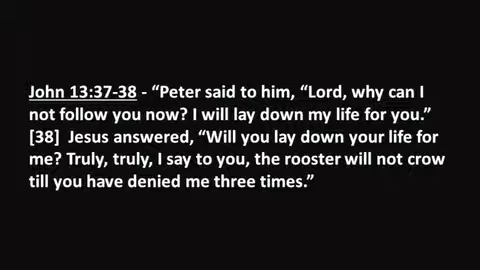 John 13:37-38 - “Peter said to him, “Lord, why can I
not follow you now? I will lay down my life for you.”
[38]  Jesus answered, “Will you lay down your life for
me? Truly, truly, I say to you, the rooster will not crow
till you have denied me three times.”